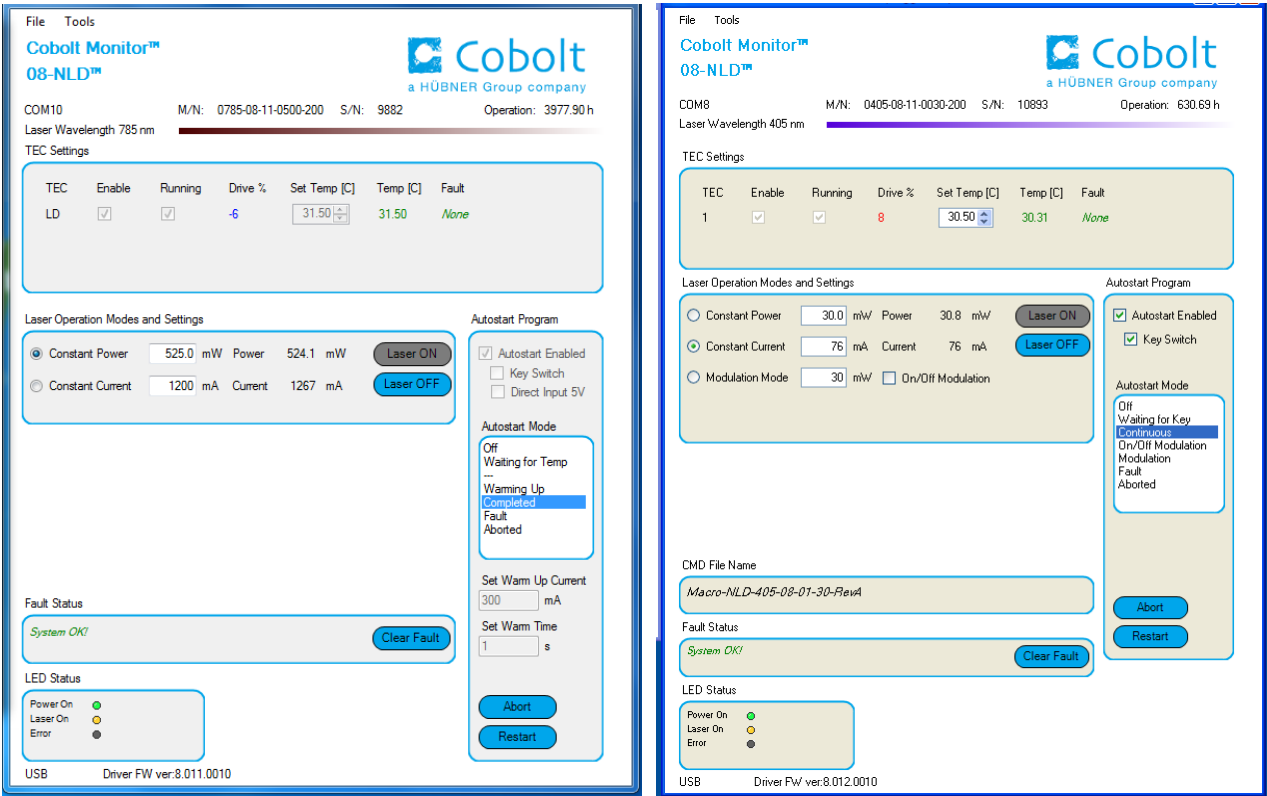 File Tools
Cobolt Monitor™
08-NLD™
Cobolt
a HÜBNER Group company
COM10 M/N: 0785-08-11-0500-200 S/N: 9882 Operation: 3977.90 h
Laser Wavelength 785 nm
TEC Settings
TEC Enable Running Drive % Set Temp [C] Temp [C] Fault
LD -6 31.50 31.50 None
Laser Operation Modes and Settings
Constant Power 525.0 mW Power 524.1 mW Laser ON
Constant Current 1200 mA Current 1267 mA Laser OFF
Autostart Program
Autostart Enabled
Key Switch
Direct Input 5V
Autostart Mode
Off
Waiting for Temp
---
Warming Up
Completed
Fault
Aborted
Set Warm Up Current
300 mA
Set Warm Time
1 s
Abort
Restart
Fault Status
System OK!
Clear Fault
LED Status
Power On
Laser On
Error
USB Driver FW ver:8.011.0010
File Tools
Cobolt Monitor™
08-NLD™
Cobolt
a HÜBNER Group company
COM8 M/N: 0405-08-11-0030-200 S/N: 10893 Operation: 630.69 h
Laser Wavelength 405 nm
TEC Settings
TEC Enable Running Drive % Set Temp [C] Temp [C] Fault
1 8 30.50 30.31 None
Laser Operation Modes and Settings
Constant Power 30.0 mW Power 30.8 mW Laser ON
Constant Current 76 mA Current 76 mA Laser OFF
Modulation Mode 30 mW On/Off Modulation
Autostart Program
Autostart Enabled
Key Switch
Autostart Mode
Off
Waiting for Key
Continuous
On/Off Modulation
Modulation
Fault
Aborted
Abort
Restart
CMD File Name
Macro-NLD-405-08-01-30-RevA
Fault Status
System OK!
Clear Fault
LED Status
Power On
Laser On
Error
USB Driver FW ver:8.012.0010